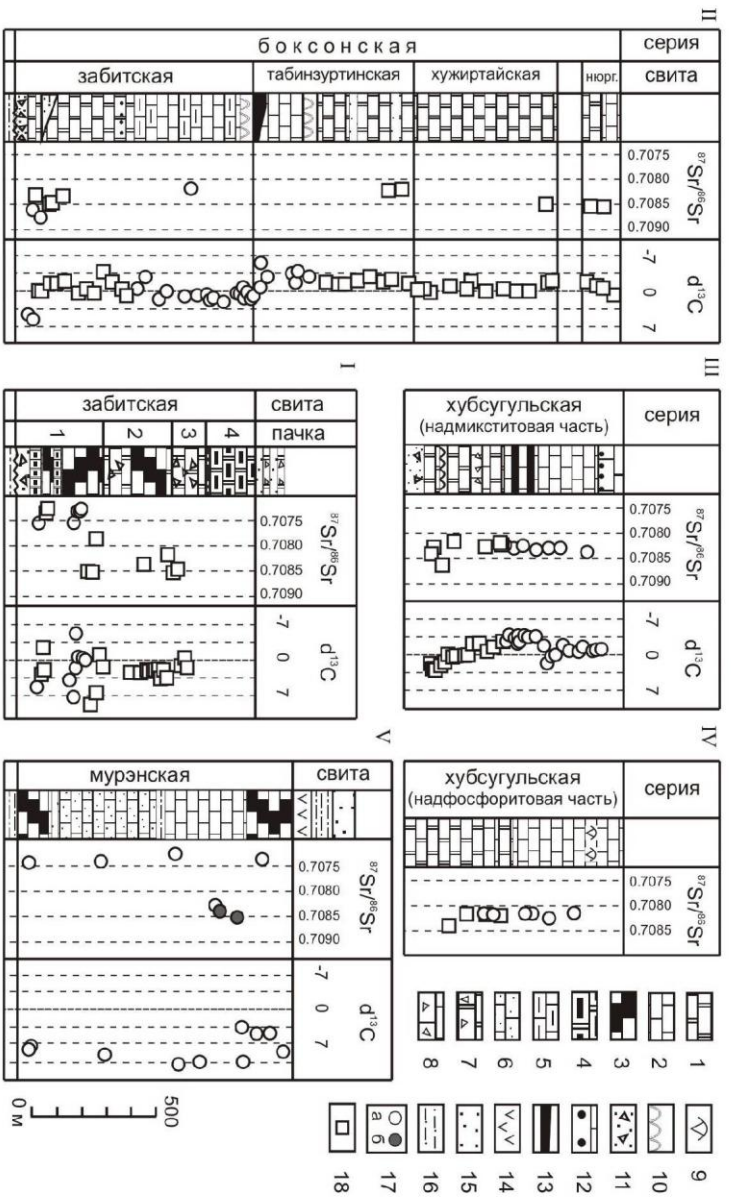 II
серия
боксонская
свита
забитская
табинзуртинская
хужиртайская
нюрг.
⁸⁷Sr/⁸⁶Sr
0.7075
0.7080
0.7085
0.7090
d¹³C
-7
0
7
I
свита
забитская
пачка
1
2
3
4
⁸⁷Sr/⁸⁶Sr
0.7075
0.7080
0.7085
0.7090
d¹³C
-7
0
7
III
серия
хубсугульская
(надмикститовая часть)
⁸⁷Sr/⁸⁶Sr
0.7075
0.7080
0.7085
0.7090
d¹³C
-7
0
7
V
свита
мурэнская
⁸⁷Sr/⁸⁶Sr
0.7075
0.7080
0.7085
0.7090
d¹³C
-7
0
7
IV
серия
хубсугульская
(надфосфоритовая часть)
⁸⁷Sr/⁸⁶Sr
0.7075
0.7080
0.7085
1
2
3
4
5
6
7
8
9
10
11
12
13
14
15
16
а б 17
18
0 м 500